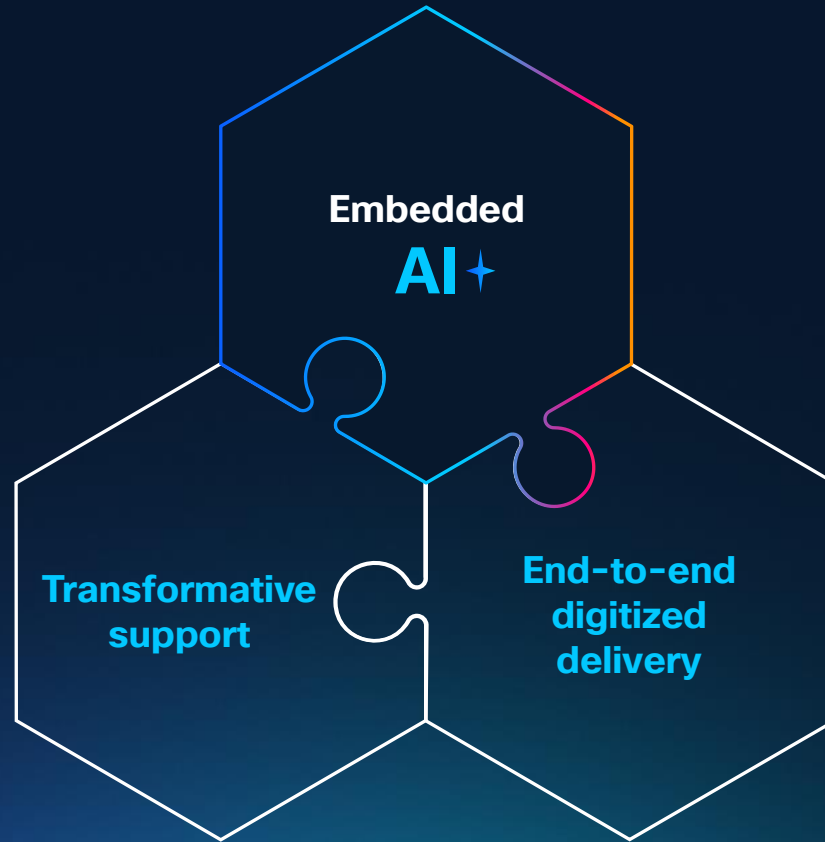 Embedded
AI
Transformative
support
End-to-end
digitized
delivery